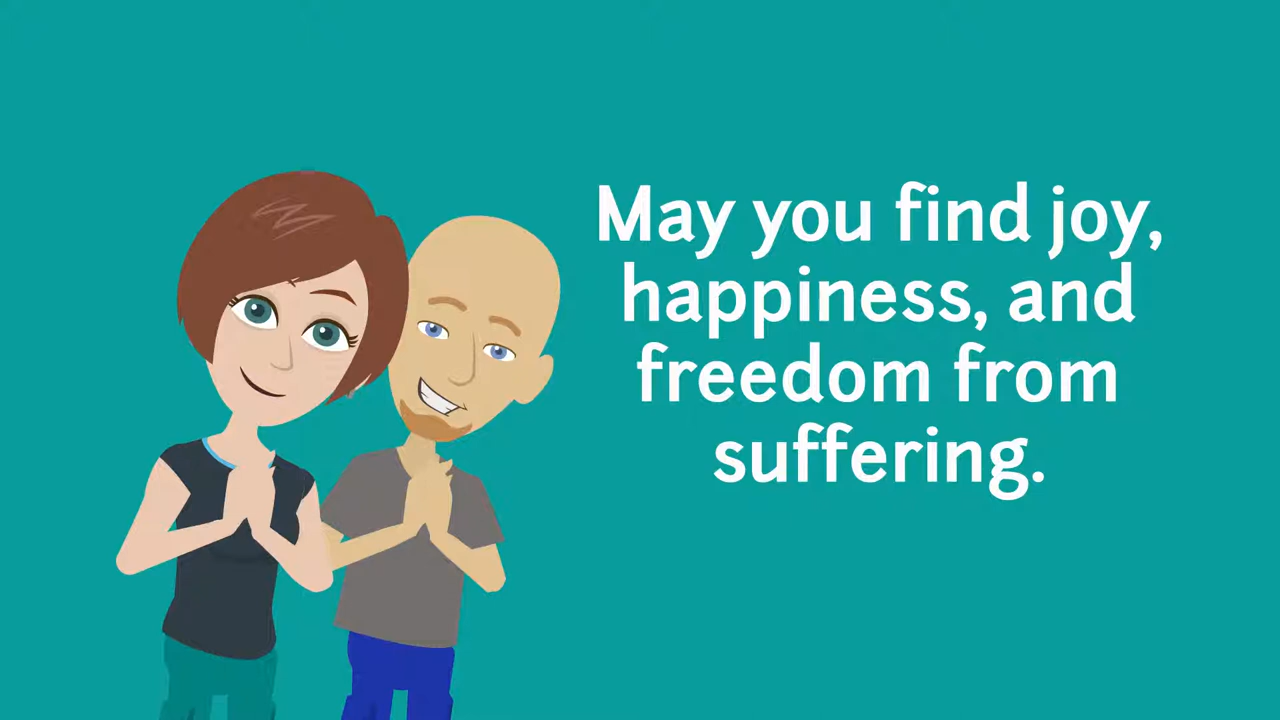 May you find joy,
happiness, and
freedom from
suffering.